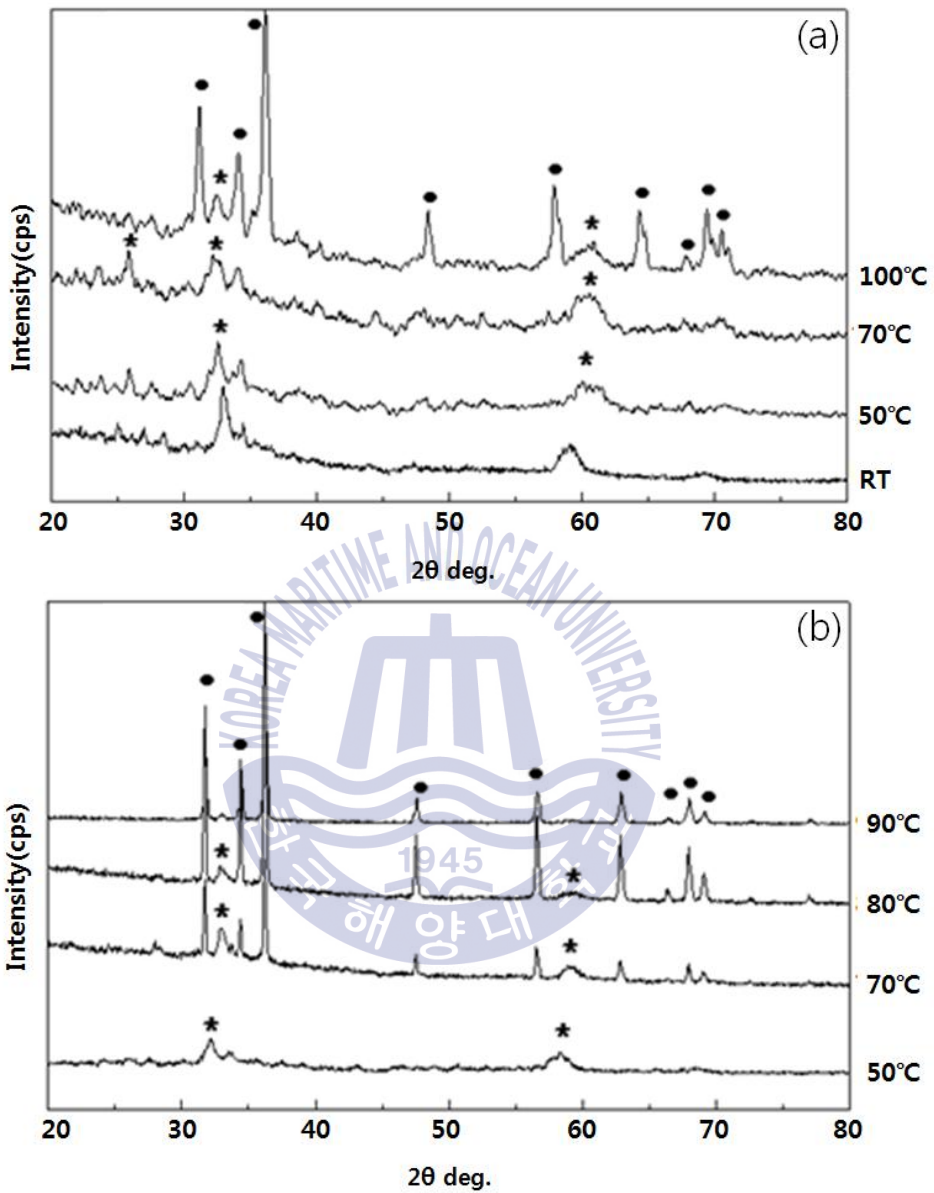 (a)
Intensity(cps)
100℃
70℃
50℃
RT
20 30 40 50 60 70 80
2θ deg.
KOREA MARITIME AND OCEAN UNIVERSITY
1945
한국해양대학교
(b)
Intensity(cps)
90℃
80℃
70℃
50℃
20 30 40 50 60 70 80
2θ deg.